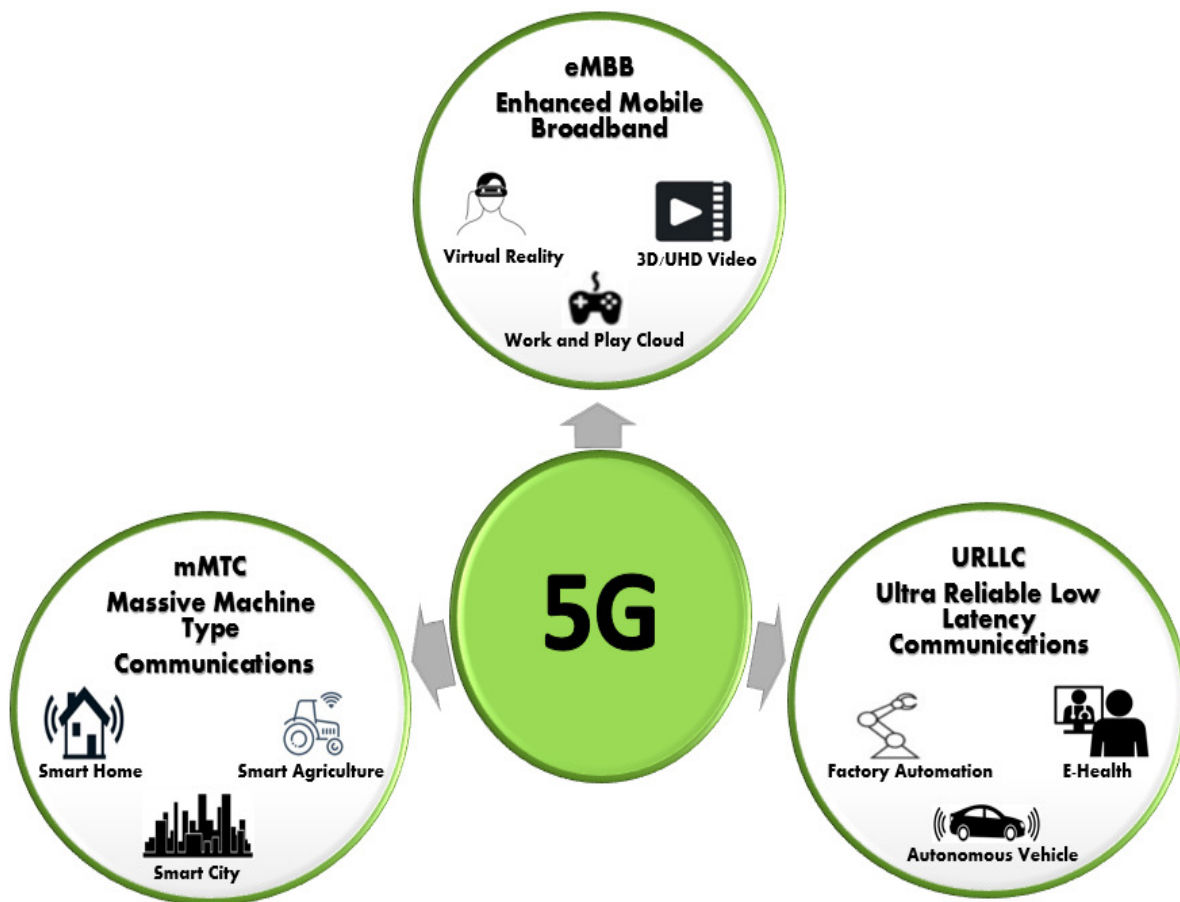 eMBB
Enhanced Mobile
Broadband
Virtual Reality
3D/UHD Video
Work and Play Cloud
5G
mMTC
Massive Machine
Type
Communications
Smart Home
Smart Agriculture
Smart City
URLLC
Ultra Reliable Low
Latency
Communications
Factory Automation
E-Health
Autonomous Vehicle